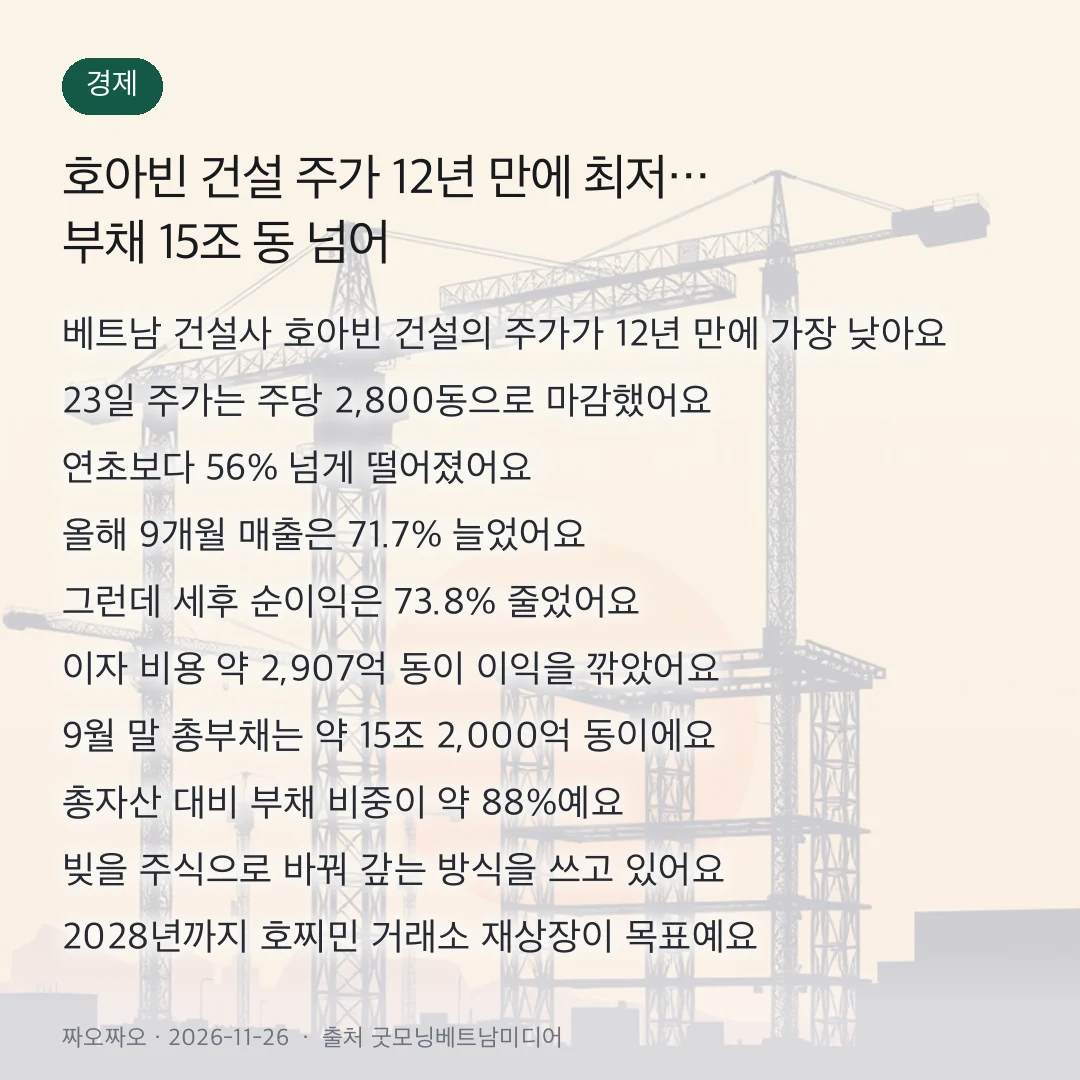 경제
호아빈 건설 주가 12년 만에 최저…
부채 15조 동 넘어
베트남 건설사 호아빈 건설의 주가가 12년 만에 가장 낮아요
23일 주가는 주당 2,800동으로 마감했어요
연초보다 56% 넘게 떨어졌어요
올해 9개월 매출은 71.7% 늘었어요
그런데 세후 순이익은 73.8% 줄었어요
이자 비용 약 2,907억 동이 이익을 깎았어요
9월 말 총부채는 약 15조 2,000억 동이에요
총자산 대비 부채 비중이 약 88%예요
빚을 주식으로 바꿔 갚는 방식을 쓰고 있어요
2028년까지 호찌민 거래소 재상장이 목표예요
짜오짜오 · 2026-11-26 · 출처 굿모닝베트남미디어